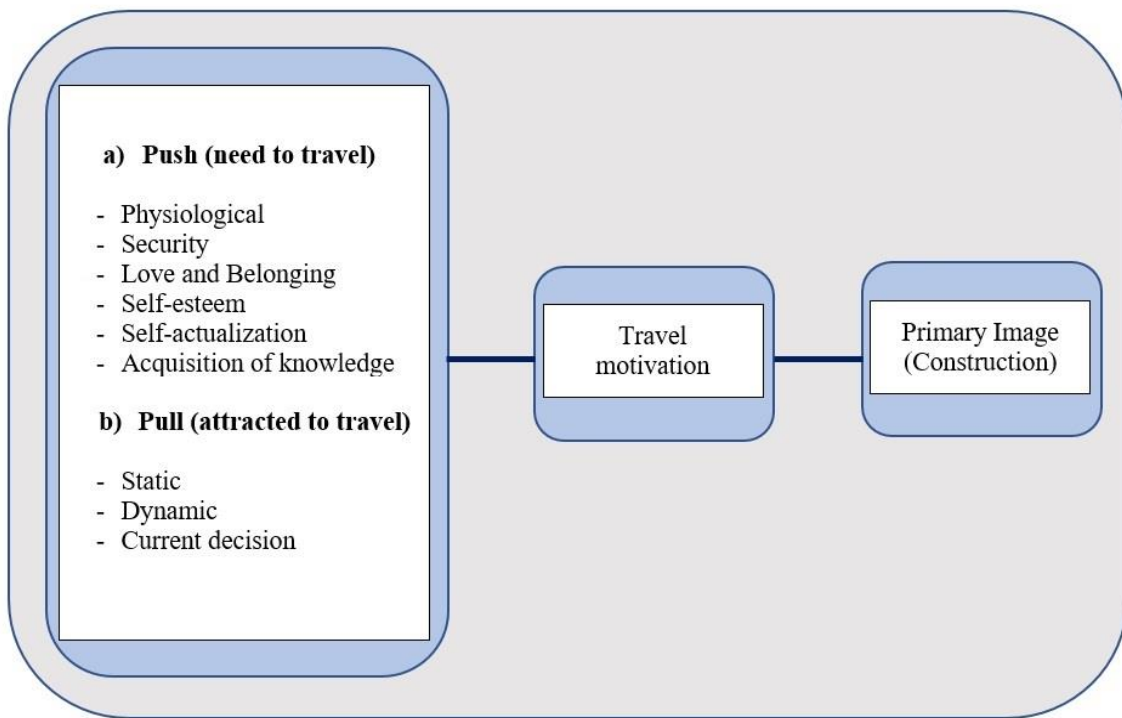 a) Push (need to travel)
- Physiological
- Security
- Love and Belonging
- Self-esteem
- Self-actualization
- Acquisition of knowledge
b) Pull (attracted to travel)
- Static
- Dynamic
- Current decision
Travel
motivation
Primary Image
(Construction)